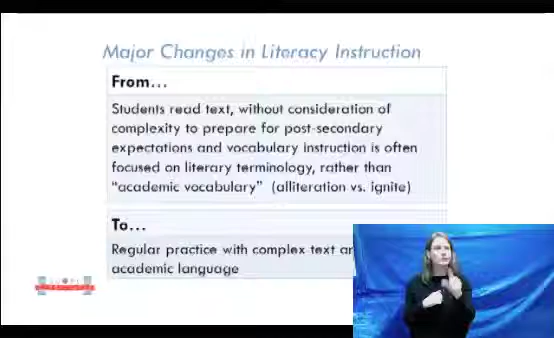 Major Changes in Literacy Instruction
From...
Students read text, without consideration of
complexity to prepare for post-secondary
expectations and vocabulary instruction is often
focused on literary terminology, rather than
"academic vocabulary" (alliteration vs. ignite)
To...
Regular practice with complex text
academic language